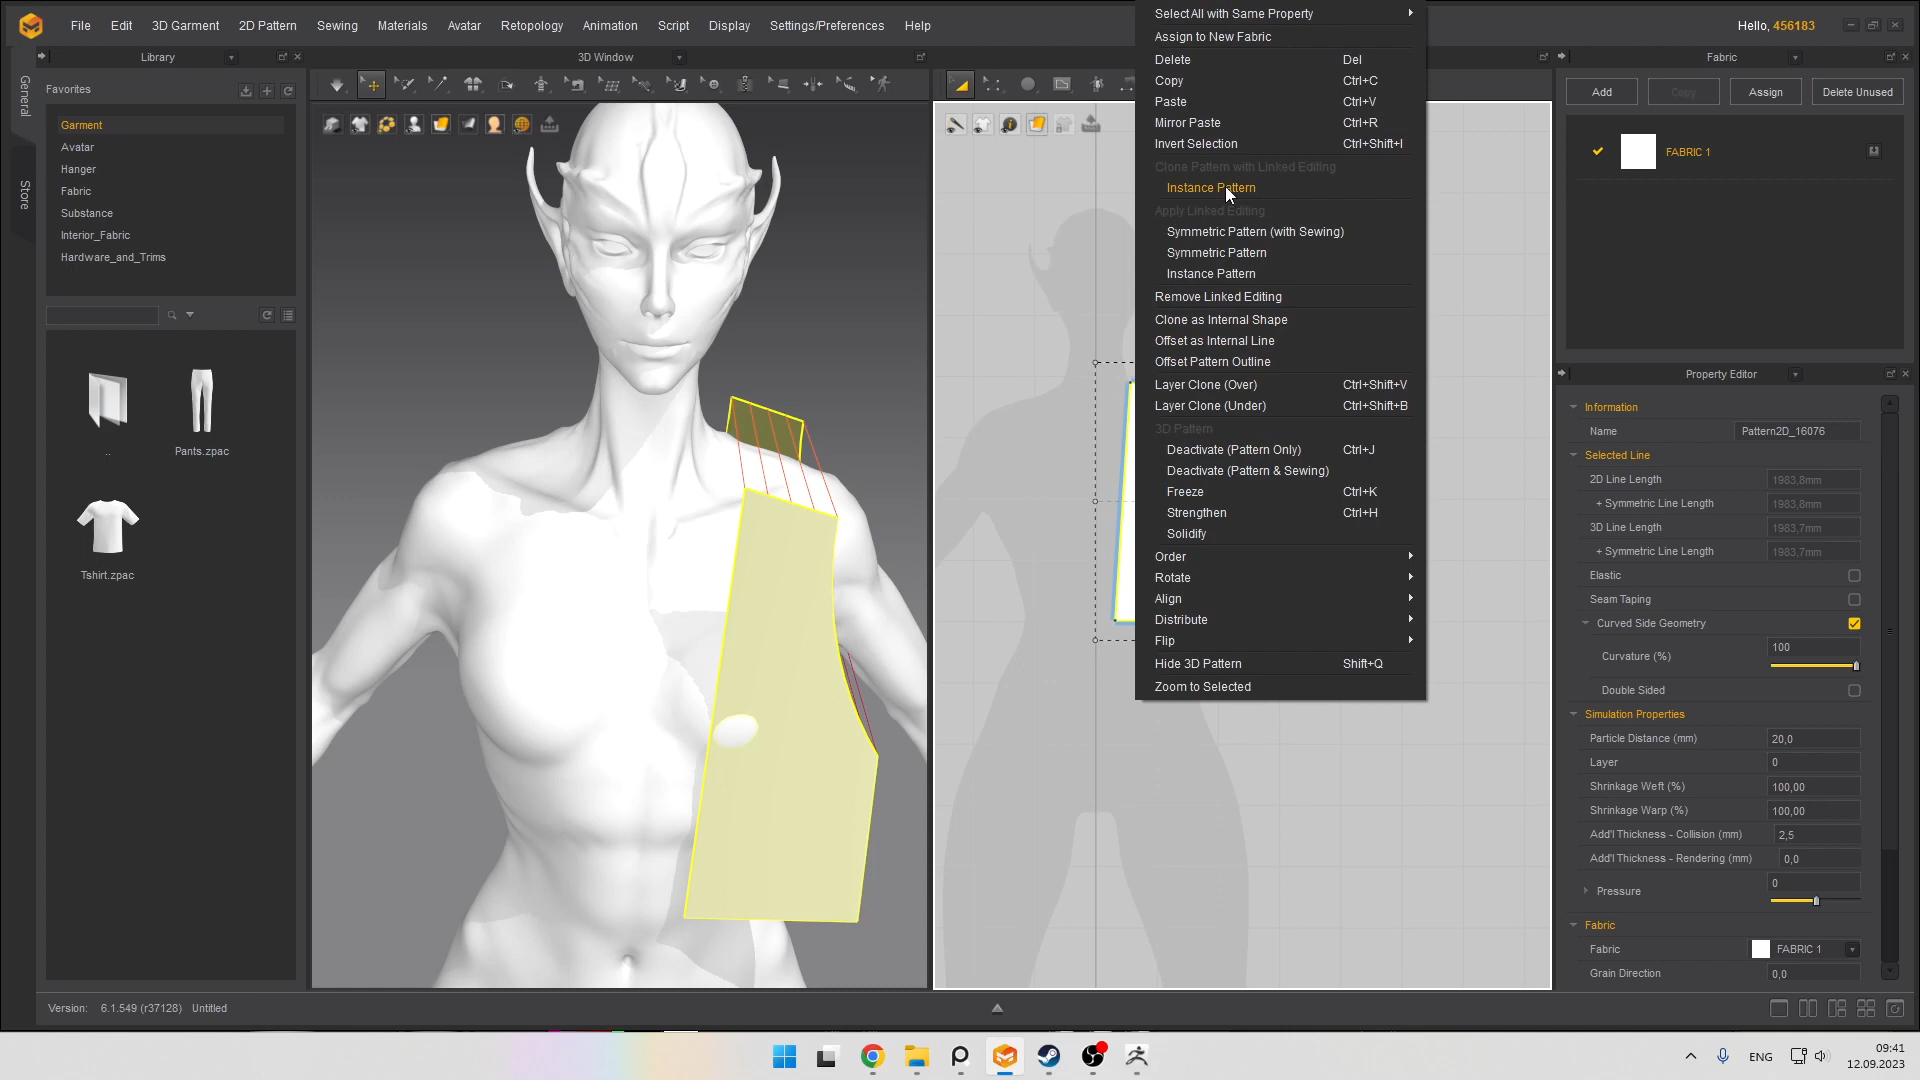 File Edit 3D Garment 2D Pattern Sewing Materials Avatar Retopology Animation Script Display Settings/Preferences Help
Hello, 456183
Library
3D Window
Fabric
General
Store
Favorites
Garment
Avatar
Hanger
Fabric
Substance
Interior_Fabric
Hardware_and_Trims
..
Pants.zpac
Tshirt.zpac
Select All with Same Property
Assign to New Fabric
Delete Del
Copy Ctrl+C
Paste Ctrl+V
Mirror Paste Ctrl+R
Invert Selection Ctrl+Shift+I
Clone Pattern with Linked Editing
Instance Pattern
Apply Linked Editing
Symmetric Pattern (with Sewing)
Symmetric Pattern
Instance Pattern
Remove Linked Editing
Clone as Internal Shape
Offset as Internal Line
Offset Pattern Outline
Layer Clone (Over) Ctrl+Shift+V
Layer Clone (Under) Ctrl+Shift+B
3D Pattern
Deactivate (Pattern Only) Ctrl+J
Deactivate (Pattern & Sewing)
Freeze Ctrl+K
Strengthen Ctrl+H
Solidify
Order
Rotate
Align
Distribute
Flip
Hide 3D Pattern Shift+Q
Zoom to Selected
Add Copy Assign Delete Unused
FABRIC 1
Property Editor
Information
Name Pattern2D_16076
Selected Line
2D Line Length 1983,8mm
+ Symmetric Line Length 1983,8mm
3D Line Length 1983,7mm
+ Symmetric Line Length 1983,7mm
Elastic
Seam Taping
Curved Side Geometry
Curvature (%) 100
Double Sided
Simulation Properties
Particle Distance (mm) 20,0
Layer 0
Shrinkage Weft (%) 100,00
Shrinkage Warp (%) 100,00
Add'l Thickness - Collision (mm) 2,5
Add'l Thickness - Rendering (mm) 0,0
Pressure 0
Fabric
Fabric FABRIC 1
Grain Direction 0,0
Version: 6.1.549 (r37128) Untitled
ENG
09:41
12.09.2023